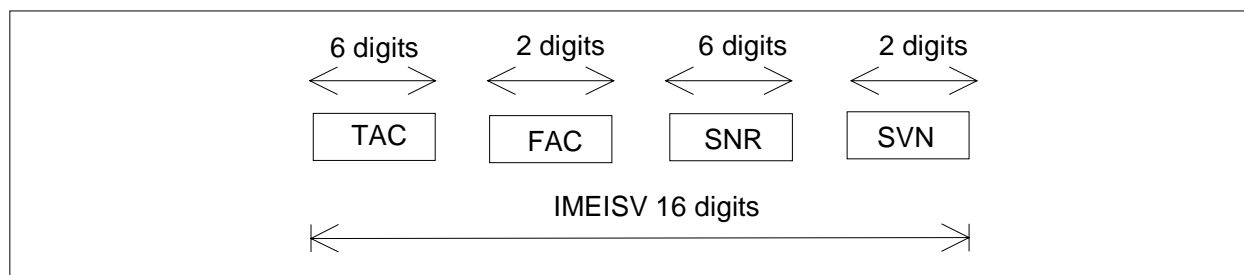 6 digits 2 digits 6 digits 2 digits
TAC FAC SNR SVN
IMEISV 16 digits